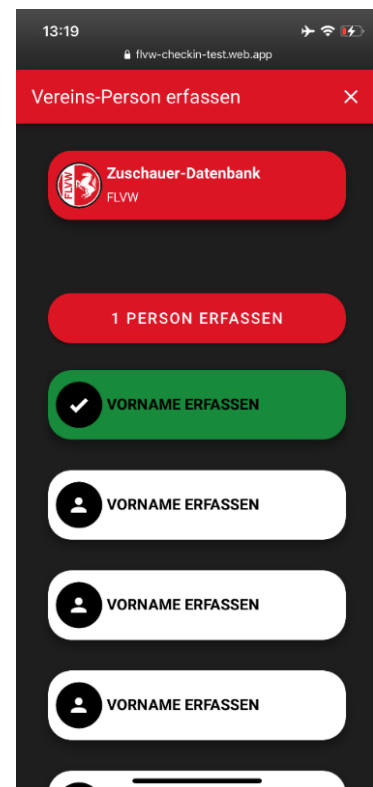 13:19
flvw-checkin-test.web.app
Vereins-Person erfassen
FLVW
Zuschauer-Datenbank
FLVW
1 PERSON ERFASSEN
VORNAME ERFASSEN
VORNAME ERFASSEN
VORNAME ERFASSEN
VORNAME ERFASSEN